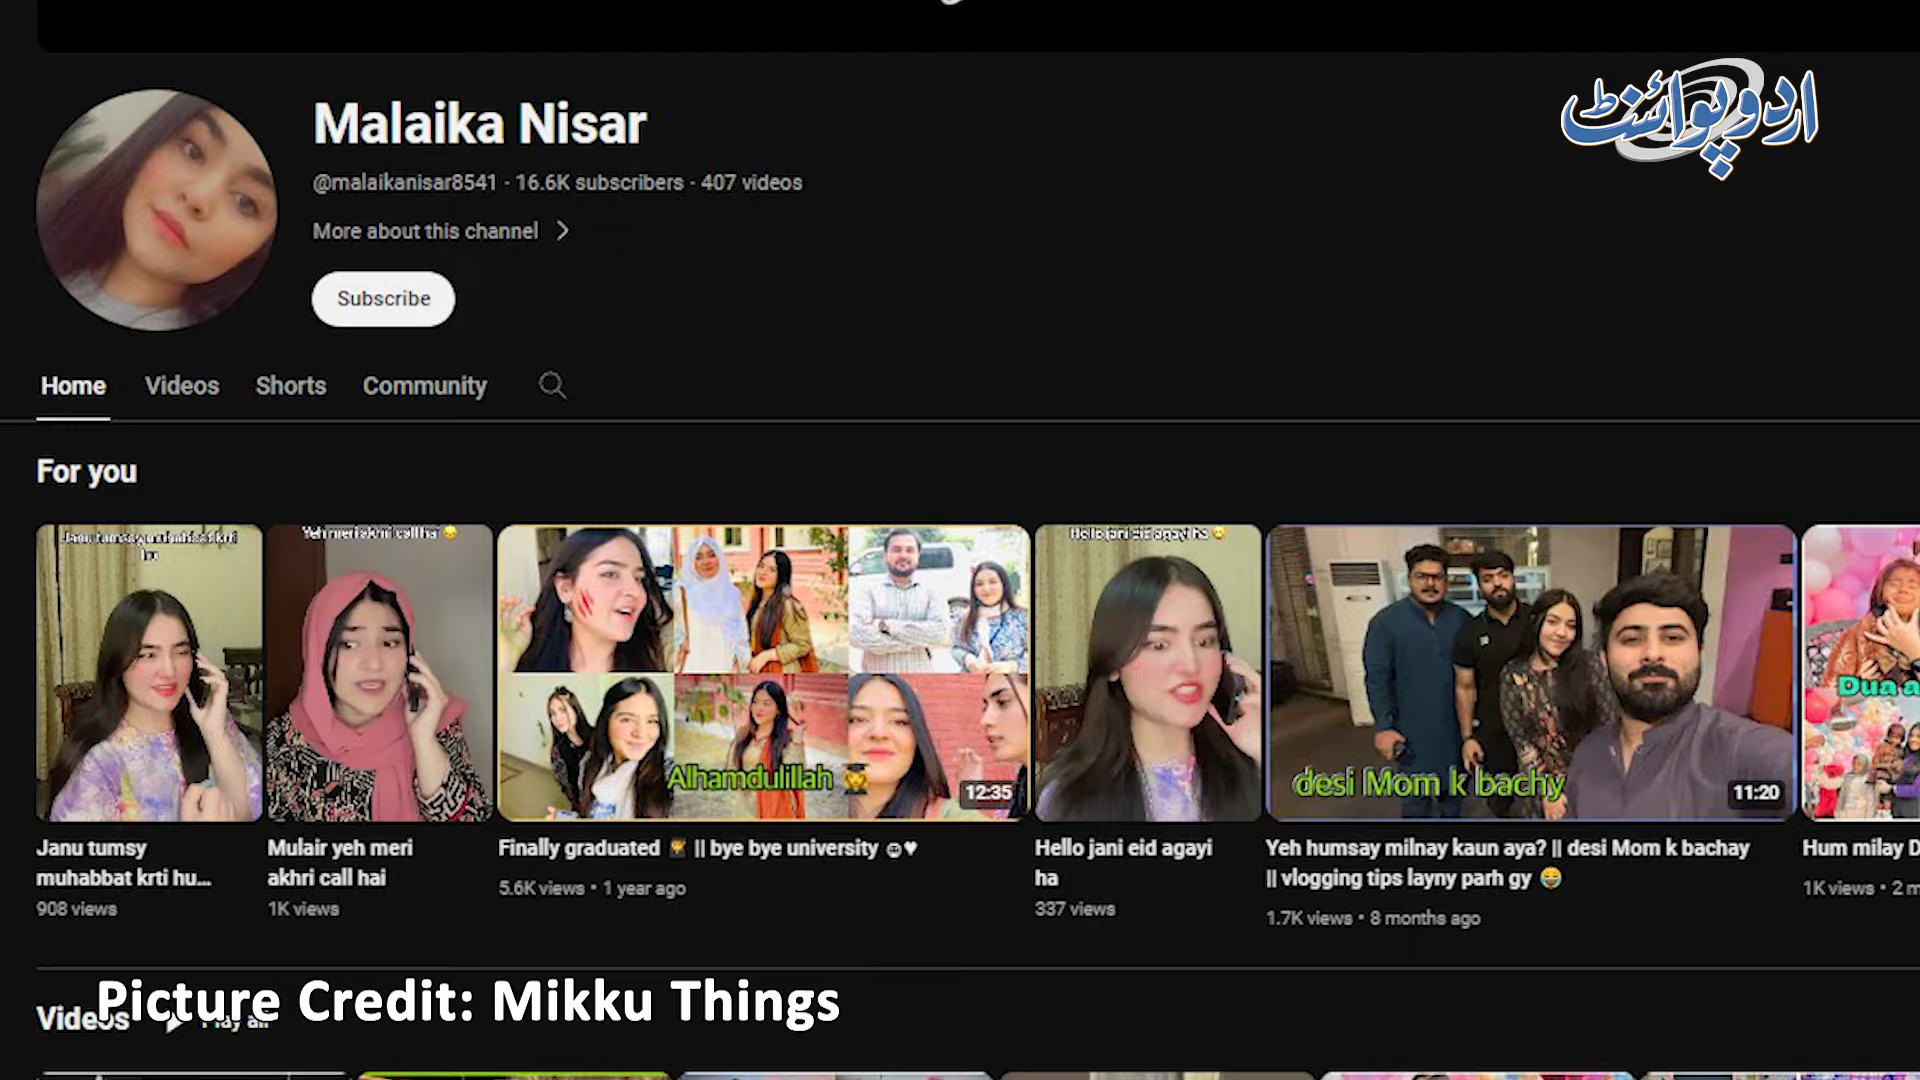 اردو پوائنٹ
Malaika Nisar
@malaikanisar8541 · 16.6K subscribers · 407 videos
More about this channel
Subscribe
Home Videos Shorts Community
For you
Janu tumsy muhabbat krti hu
Yeh meri akhri call hai 😔
Hello jani eid agayi ha
Alhamdulillah
12:35
desi Mom k bachy
11:20
Dua a
Janu tumsy
muhabbat krti hu...
908 views
Mulair yeh meri
akhri call hai
1K views
Finally graduated 👩‍🎓 || bye bye university
5.6K views • 1 year ago
Hello jani eid agayi
ha
337 views
Yeh humsay milnay kaun aya? || desi Mom k bachay
|| vlogging tips layny parh gy 😂
1.7K views • 8 months ago
Hum milay D
1K views • 2 m
Videos Play all
Picture Credit: Mikku Things